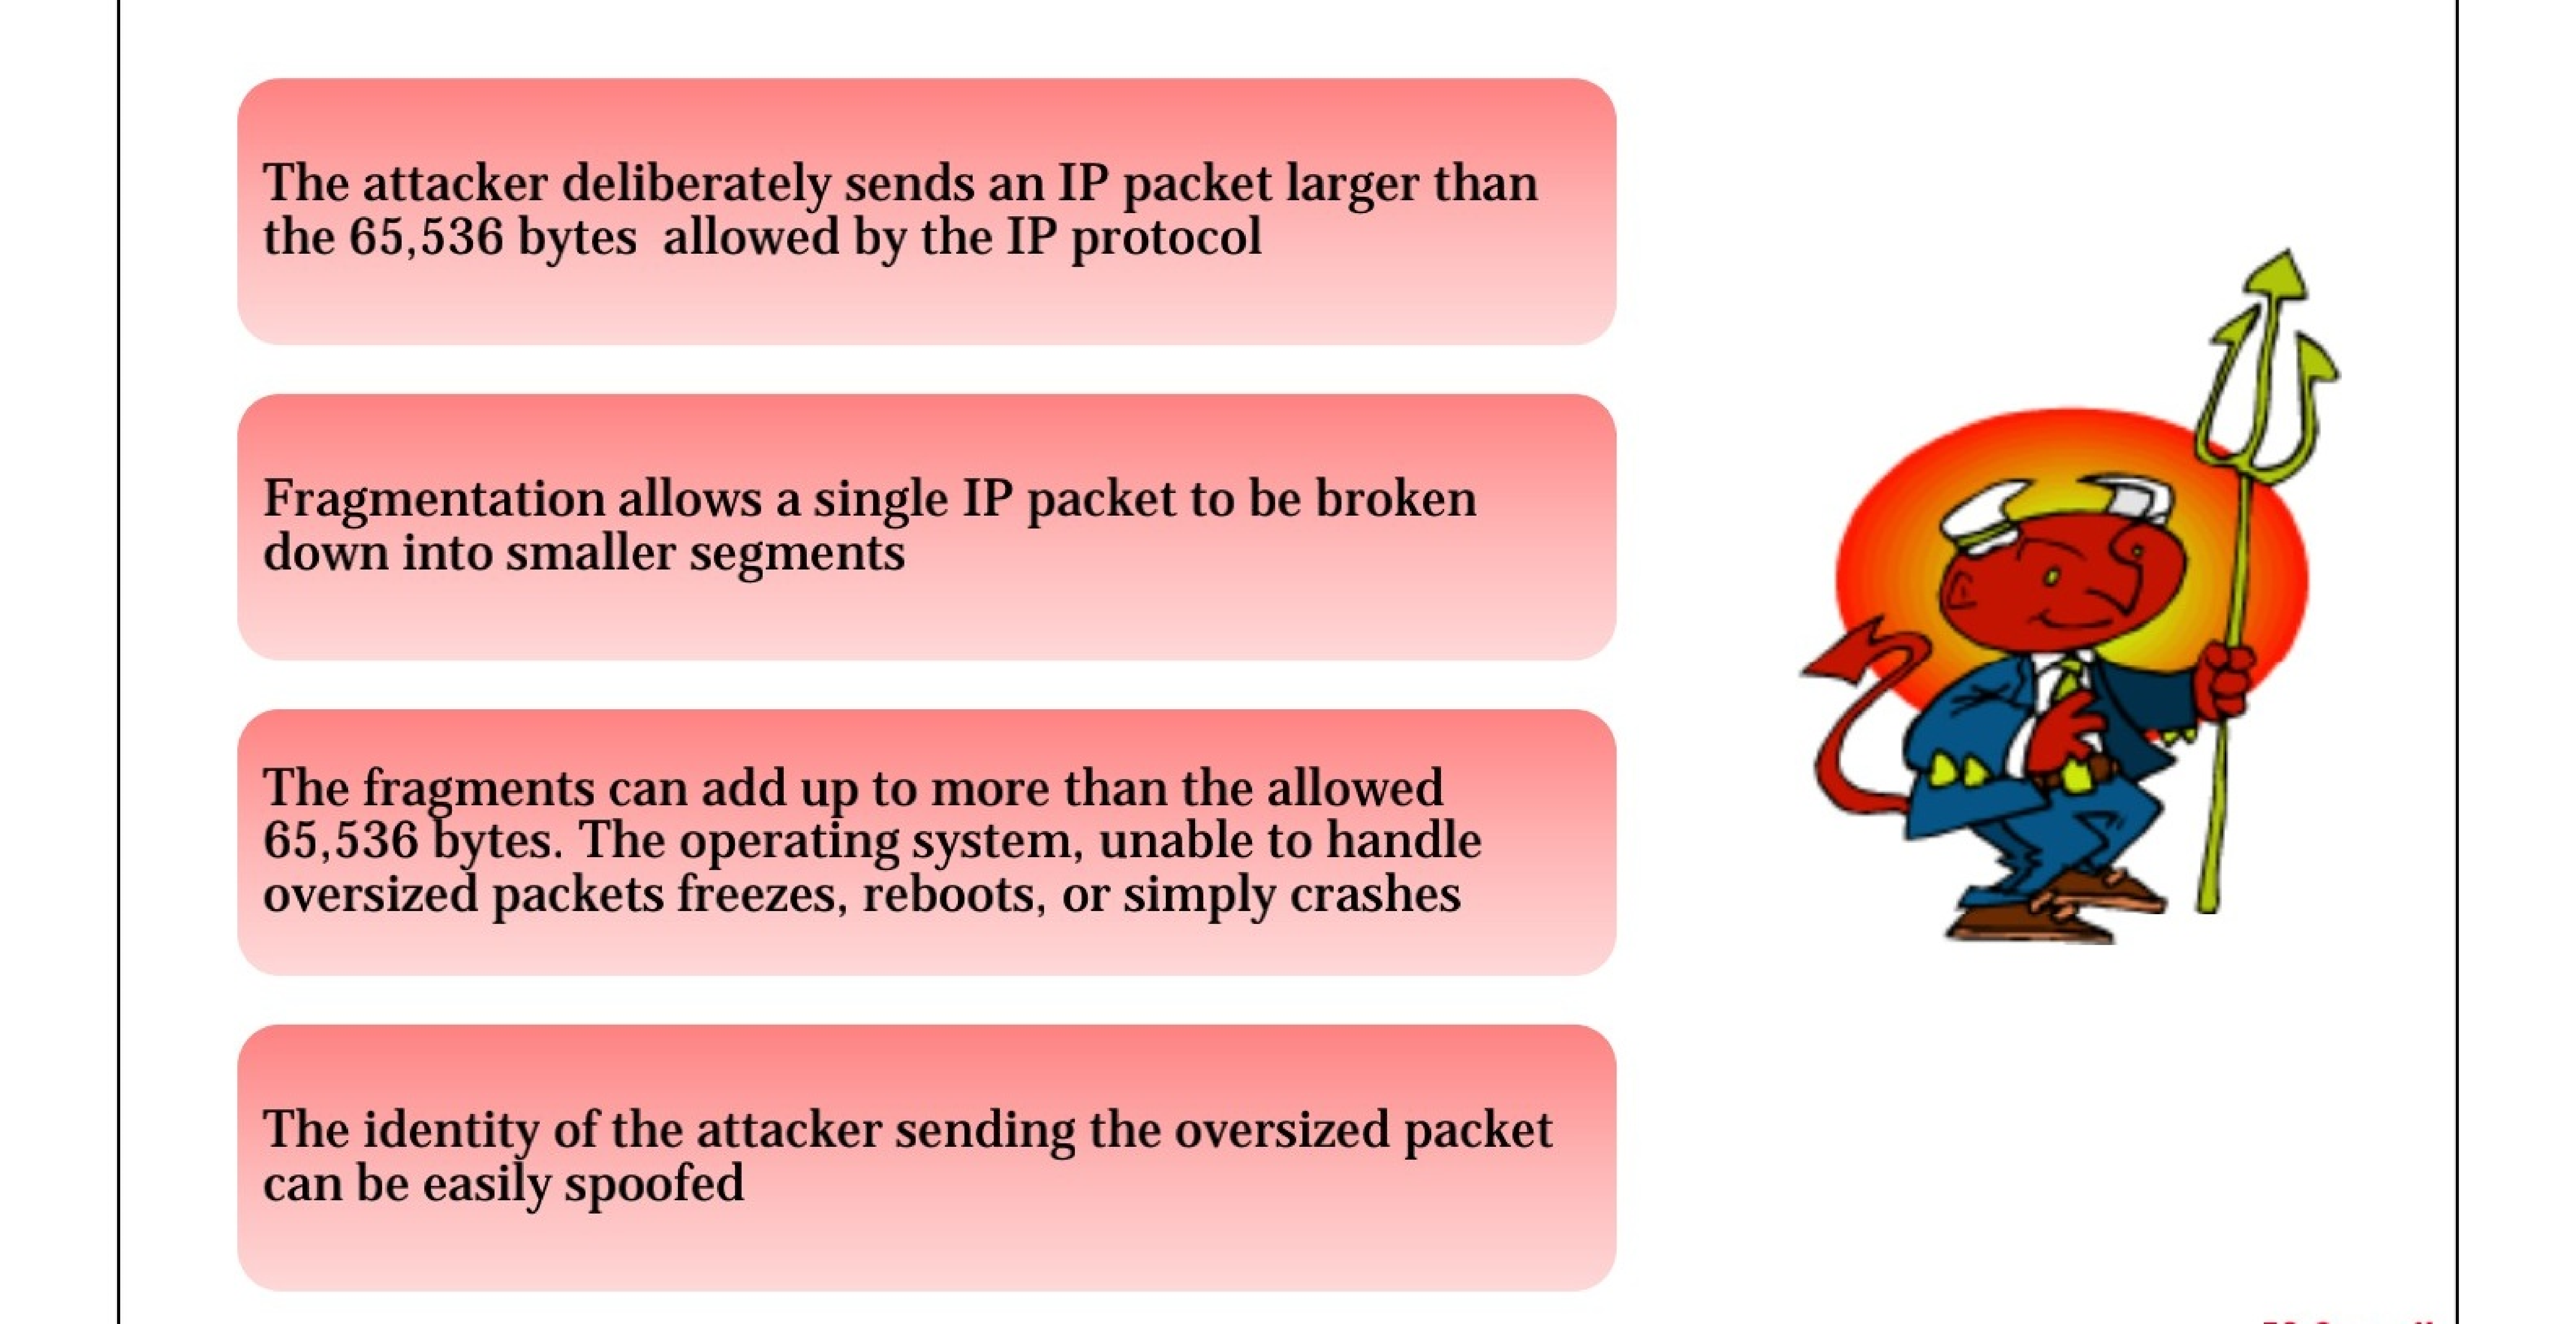 The attacker deliberately sends an IP packet larger than
the 65,536 bytes  allowed by the IP protocol
Fragmentation allows a single IP packet to be broken
down into smaller segments
The fragments can add up to more than the allowed
65,536 bytes. The operating system, unable to handle
oversized packets freezes, reboots, or simply crashes
The identity of the attacker sending the oversized packet
can be easily spoofed